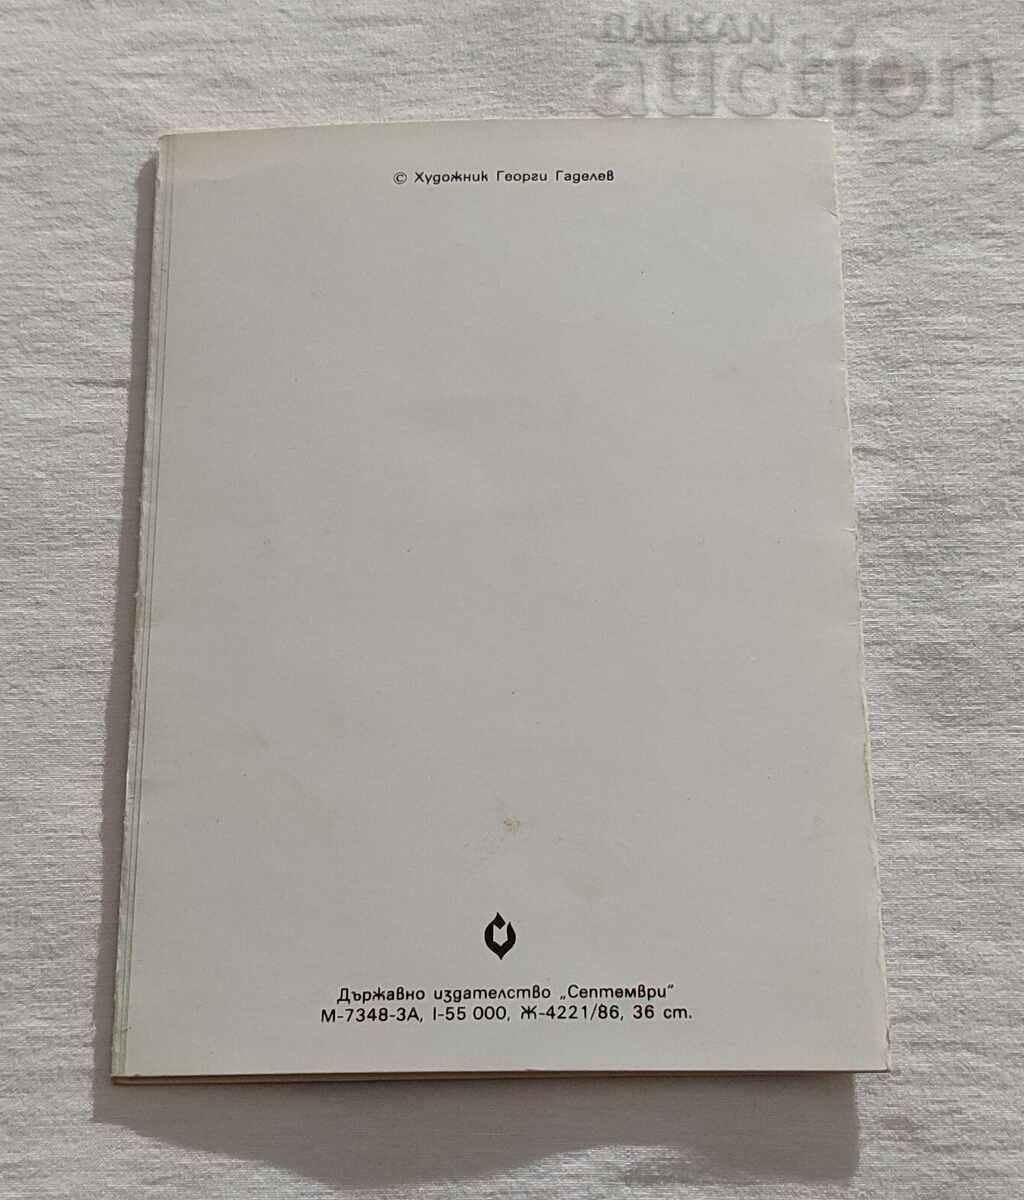 BALKAN
auction
© Художник Георги Гаделев
Държавно издателство „Септември“
М-7348-3А, I-55 000, Ж-4221/86, 36 ст.